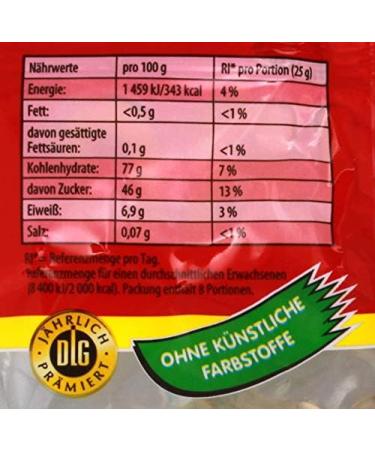 Nährwerte pro 100 g RI* pro Portion (25 g)
Energie: 1 459 kJ/343 kcal 4 %
Fett: <0,5 g <1 %
davon gesättigte
Fettsäuren: 0,1 g <1 %
Kohlenhydrate: 77 g 7 %
davon Zucker: 46 g 13 %
Eiweiß: 6,9 g 3 %
Salz: 0,07 g <1 %
RI* = Referenzmenge pro Tag.
*Referenzmenge für einen durchschnittlichen Erwachsenen
(8 400 kJ/2 000 kcal). Packung enthält 8 Portionen.
JÄHRLICH
DLG
PRÄMIERT
OHNE KÜNSTLICHE
FARBSTOFFE